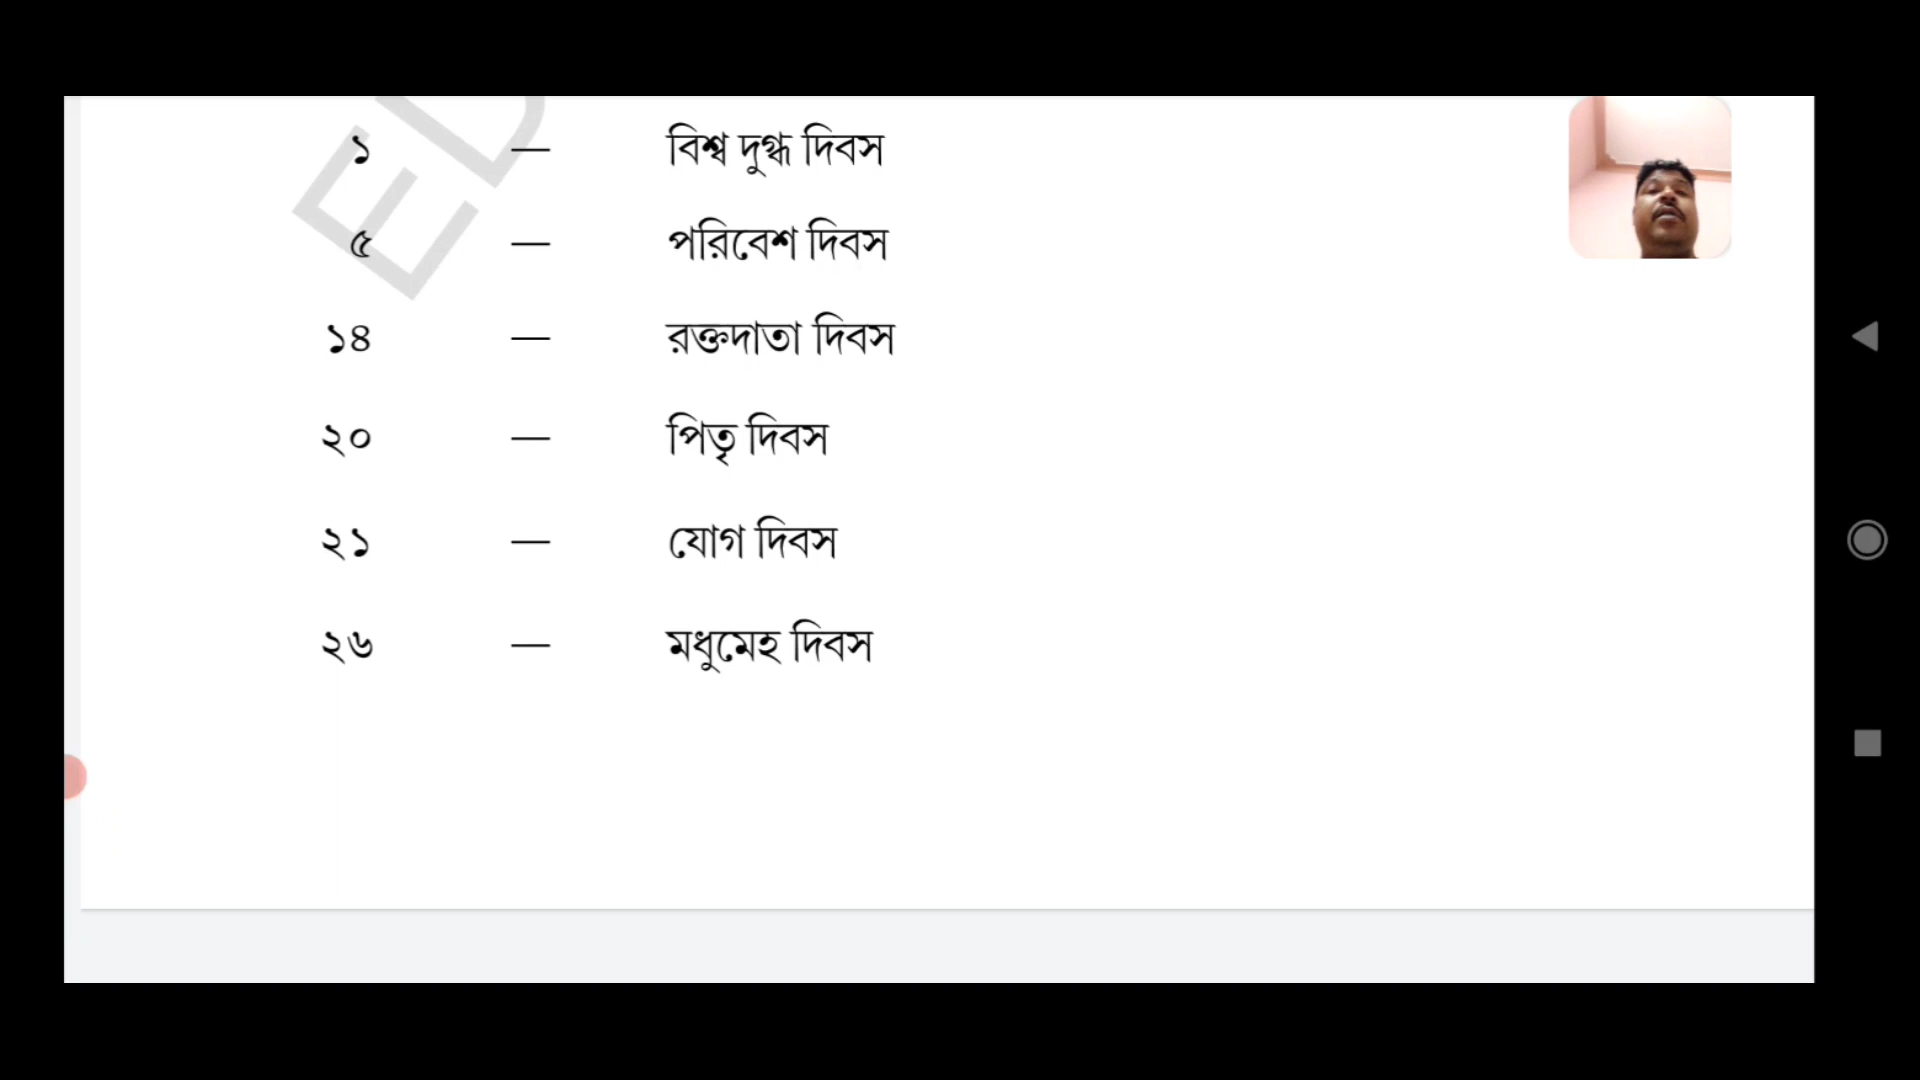 ১ — বিশ্ব দুগ্ধ দিবস
৫ — পরিবেশ দিবস
১৪ — রক্তদাতা দিবস
২০ — পিতৃ দিবস
২১ — যোগ দিবস
২৬ — মধুমেহ দিবস